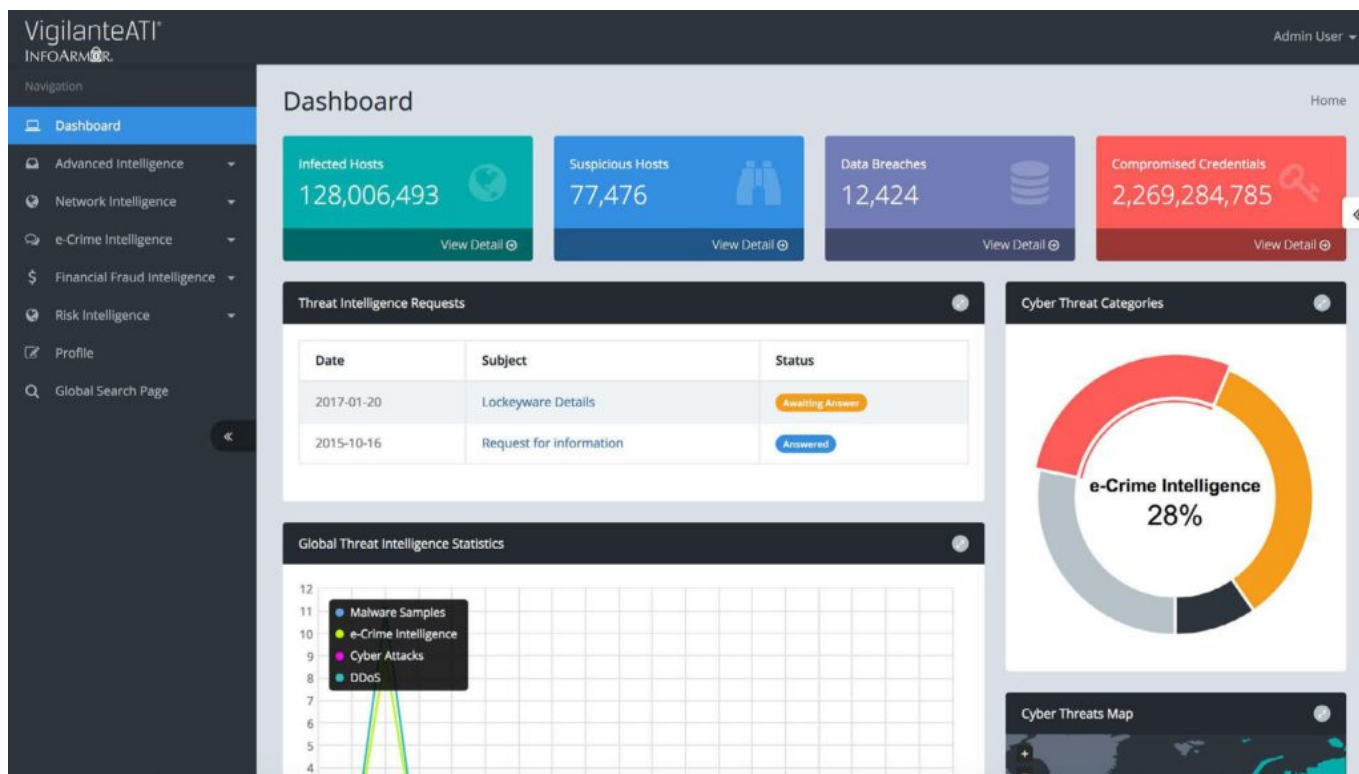 VigilanteATI®
INFOARMOR.
Admin User
Navigation
Dashboard
Advanced Intelligence
Network Intelligence
e-Crime Intelligence
Financial Fraud Intelligence
Risk Intelligence
Profile
Global Search Page
Dashboard
Home
Infected Hosts
128,006,493
View Detail
Suspicious Hosts
77,476
View Detail
Data Breaches
12,424
View Detail
Compromised Credentials
2,269,284,785
View Detail
Threat Intelligence Requests
Date Subject Status
2017-01-20 Lockeyware Details Awaiting Answer
2015-10-16 Request for information Answered
Cyber Threat Categories
e-Crime Intelligence
28%
Global Threat Intelligence Statistics
12
11
10
9
8
7
6
5
4
Malware Samples
e-Crime Intelligence
Cyber Attacks
DDoS
Cyber Threats Map
+